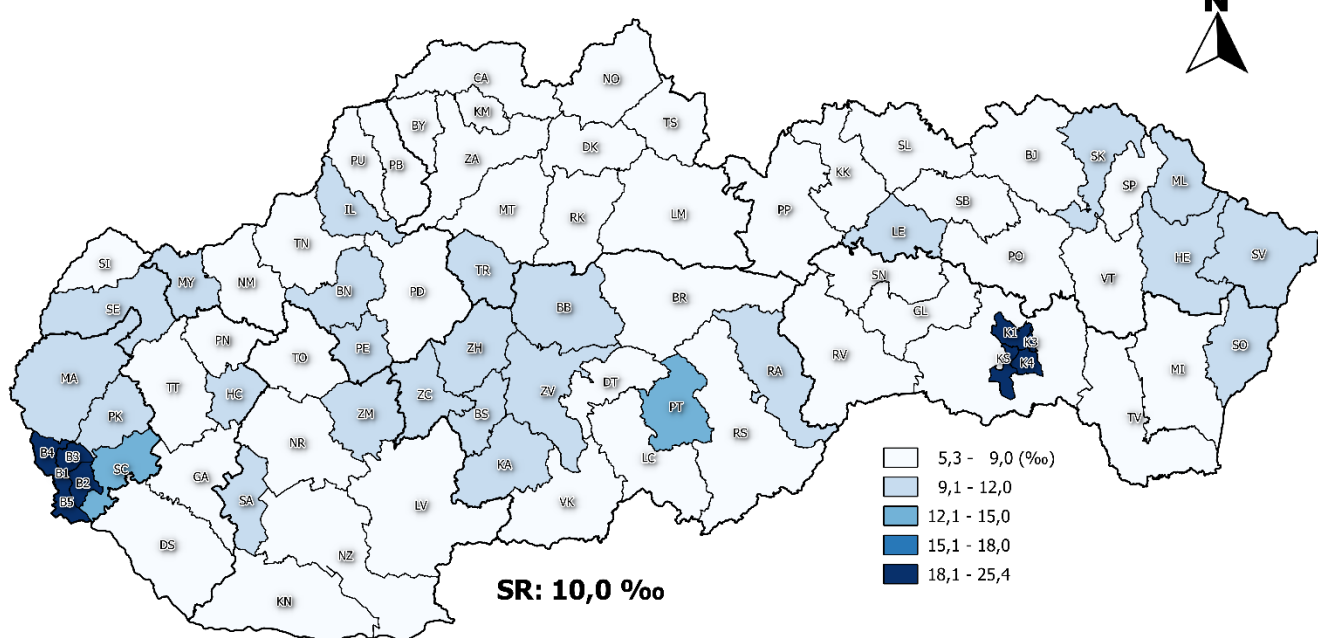 N
CA
NO
KM
BY
TS
PU
PB
ZA
DK
SL
BJ
SK
KK
SP
ML
IL
MT
RK
LM
PP
SB
LE
TN
SI
PO
HE
SV
MY
NM
TR
VT
SN
SE
BN
PD
BR
BB
GL
K1
PN
K3
SO
PE
ZH
TO
RV
KS
K4
MI
MA
TT
RA
DT
HC
ZC
ZV
PT
PK
ZM
BS
TV
B4
B3
NR
RS
SC
B1
KA
LC
B2
GA
B5
SA
LV
VK
DS
NZ
KN
5,3 - 9,0 (‰)
9,1 - 12,0
12,1 - 15,0
15,1 - 18,0
18,1 - 25,4
SR: 10,0 ‰